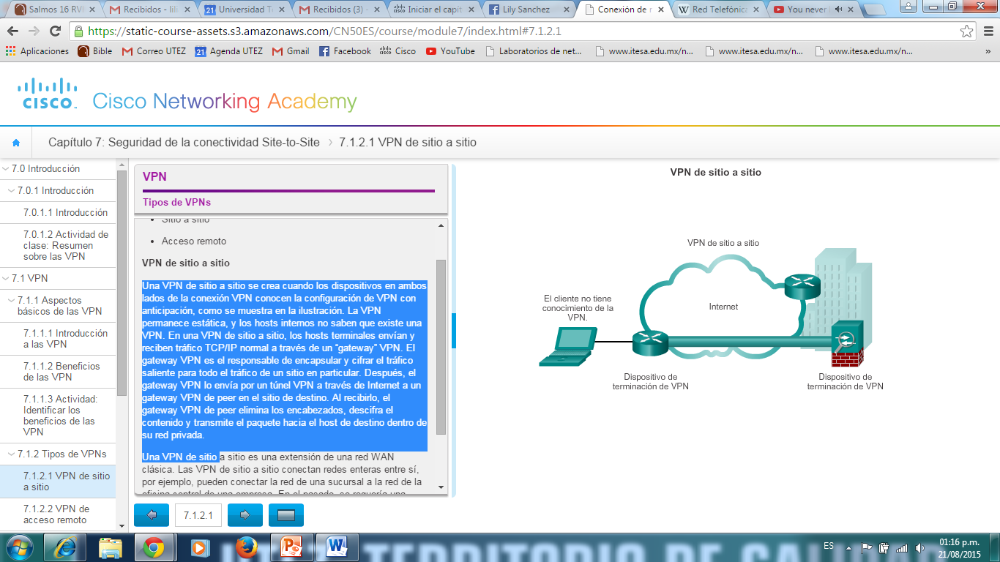 Salmos 16 RV
Recibidos - lili
Universidad T
Recibidos (3) -
Iniciar el capít
Lily Sanchez
Conexión de r
Red Telefónica
You never
https://static-course-assets.s3.amazonaws.com/CN50ES/course/module7/index.html#7.1.2.1
Aplicaciones
Bible
Correo UTEZ
21 Agenda UTEZ
Gmail
Facebook
Cisco
YouTube
Laboratorios de net...
www.itesa.edu.mx/n...
www.itesa.edu.mx/n...
www.itesa.edu.mx/n...
»
CISCO
Cisco Networking Academy
Capítulo 7: Seguridad de la conectividad Site-to-Site
7.1.2.1 VPN de sitio a sitio
7.0 Introducción
7.0.1 Introducción
7.0.1.1 Introducción
7.0.1.2 Actividad de
clase: Resumen
sobre las VPN
7.1 VPN
7.1.1 Aspectos
básicos de las VPN
7.1.1.1 Introducción
a las VPN
7.1.1.2 Beneficios
de las VPN
7.1.1.3 Actividad:
Identificar los
beneficios de las
VPN
7.1.2 Tipos de VPNs
7.1.2.1 VPN de sitio
a sitio
7.1.2.2 VPN de
acceso remoto
VPN
Tipos de VPNs
• Sitio a sitio
• Acceso remoto
VPN de sitio a sitio
Una VPN de sitio a sitio se crea cuando los dispositivos en ambos
lados de la conexión VPN conocen la configuración de VPN con
anticipación, como se muestra en la ilustración. La VPN
permanece estática, y los hosts internos no saben que existe una
VPN. En una VPN de sitio a sitio, los hosts terminales envían y
reciben tráfico TCP/IP normal a través de un “gateway” VPN. El
gateway VPN es el responsable de encapsular y cifrar el tráfico
saliente para todo el tráfico de un sitio en particular. Después, el
gateway VPN lo envía por un túnel VPN a través de Internet a un
gateway VPN de peer en el sitio de destino. Al recibirlo, el
gateway VPN de peer elimina los encabezados, descifra el
contenido y transmite el paquete hacia el host de destino dentro de
su red privada.
Una VPN de sitio a sitio es una extensión de una red WAN
clásica. Las VPN de sitio a sitio conectan redes enteras entre sí,
por ejemplo, pueden conectar la red de una sucursal a la red de la
oficina central de una empresa. En el pasado, se requería una
7.1.2.1
VPN de sitio a sitio
VPN de sitio a sitio
El cliente no tiene
conocimiento de la
VPN.
Internet
Dispositivo de
terminación de VPN
Dispositivo de
terminación de VPN
TERRITORIO DE CALIDAD
ES
01:16 p.m.
21/08/2015